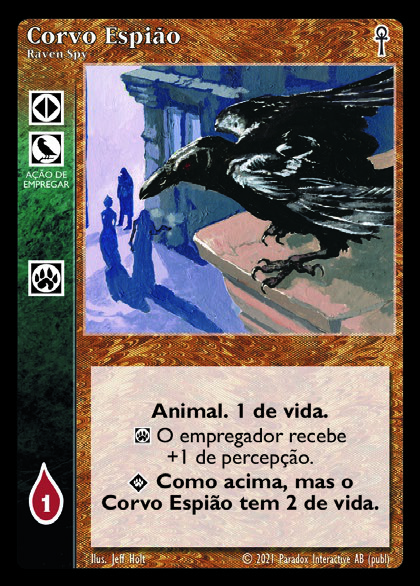 Corvo Espião
Raven Spy
AÇÃO DE
EMPREGAR
Animal. 1 de vida.
O empregador recebe
+1 de percepção.
Como acima, mas o
Corvo Espião tem 2 de vida.
1
Ilus. Jeff Holt
© 2021 Paradox Interactive AB (publ)